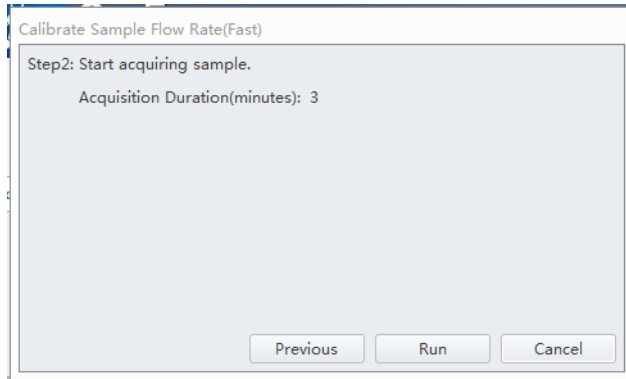 Calibrate Sample Flow Rate(Fast)
Step2: Start acquiring sample.
Acquisition Duration(minutes): 3
Previous Run Cancel